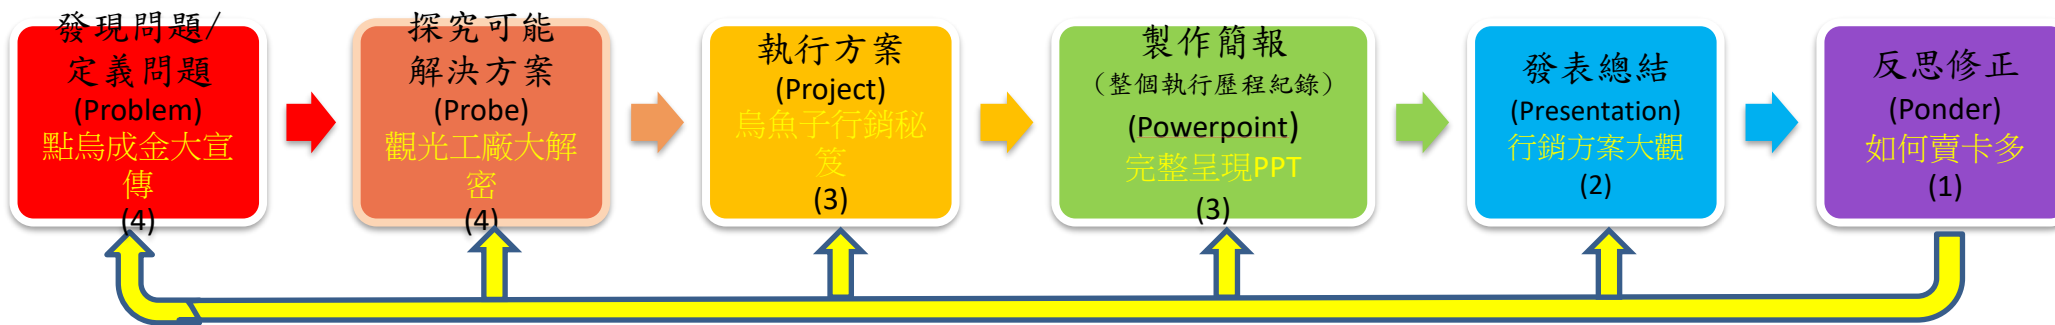 發現問題/
定義問題
(Problem)
點烏成金大宣
傳
(4)
探究可能
解決方案
(Probe)
觀光工廠大解
密
(4)
執行方案
(Project)
烏魚子行銷秘
笈
(3)
製作簡報
(整個執行歷程紀錄)
(Powerpoint)
完整呈現PPT
(3)
發表總結
(Presentation)
行銷方案大觀
(2)
反思修正
(Ponder)
如何賣卡多
(1)